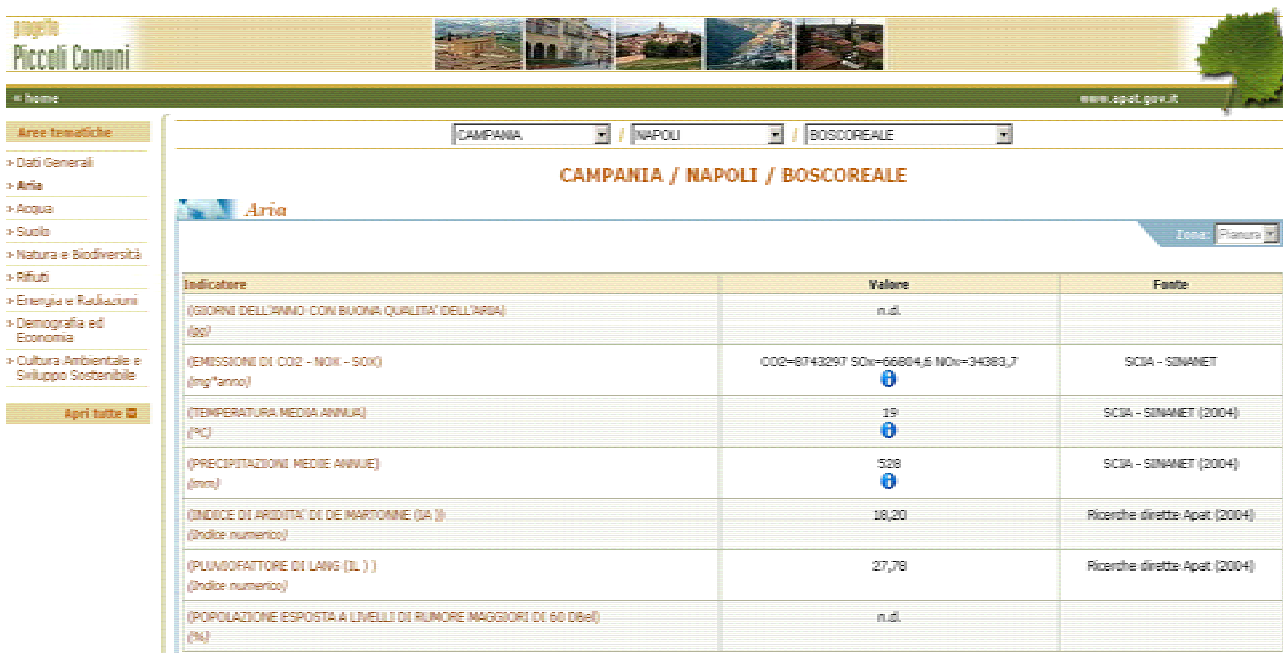 progetto
Piccoli Comuni
« home
www.apat.gov.it
Aree tematiche
CAMPANIA / NAPOLI / BOSCOREALE
» Dati Generali
» Aria
» Acqua
» Suolo
» Natura e Biodiversità
» Rifiuti
» Energia e Radiazioni
» Demografia ed
Economia
» Cultura Ambientale e
Sviluppo Sostenibile
Apri tutte
CAMPANIA / NAPOLI / BOSCOREALE
Aria
Zona: Pianura
Indicatore Valore Fonte
(GIORNI DELL'ANNO CON BUONA QUALITA' DELL'ARIA) n.d.
(gg)
(EMISSIONI DI CO2 - NOX - SOX) CO2=8743297 SOx=66804,6 NOx=34383,7 SCIA - SINANET
(mg*anno)
(TEMPERATURA MEDIA ANNUA) 19 SCIA - SINANET (2004)
(°C)
(PRECIPITAZIONI MEDIE ANNUE) 528 SCIA - SINANET (2004)
(mm)
(INDICE DI ARIDITA' DI DE MARTONNE (IA )) 18,20 Ricerche dirette Apat (2004)
(Indice numerico)
(PLUVIOFATTORE DI LANG (IL ) ) 27,78 Ricerche dirette Apat (2004)
(Indice numerico)
(POPOLAZIONE ESPOSTA A LIVELLI DI RUMORE MAGGIORI DI 60 DBel) n.d.
(%)